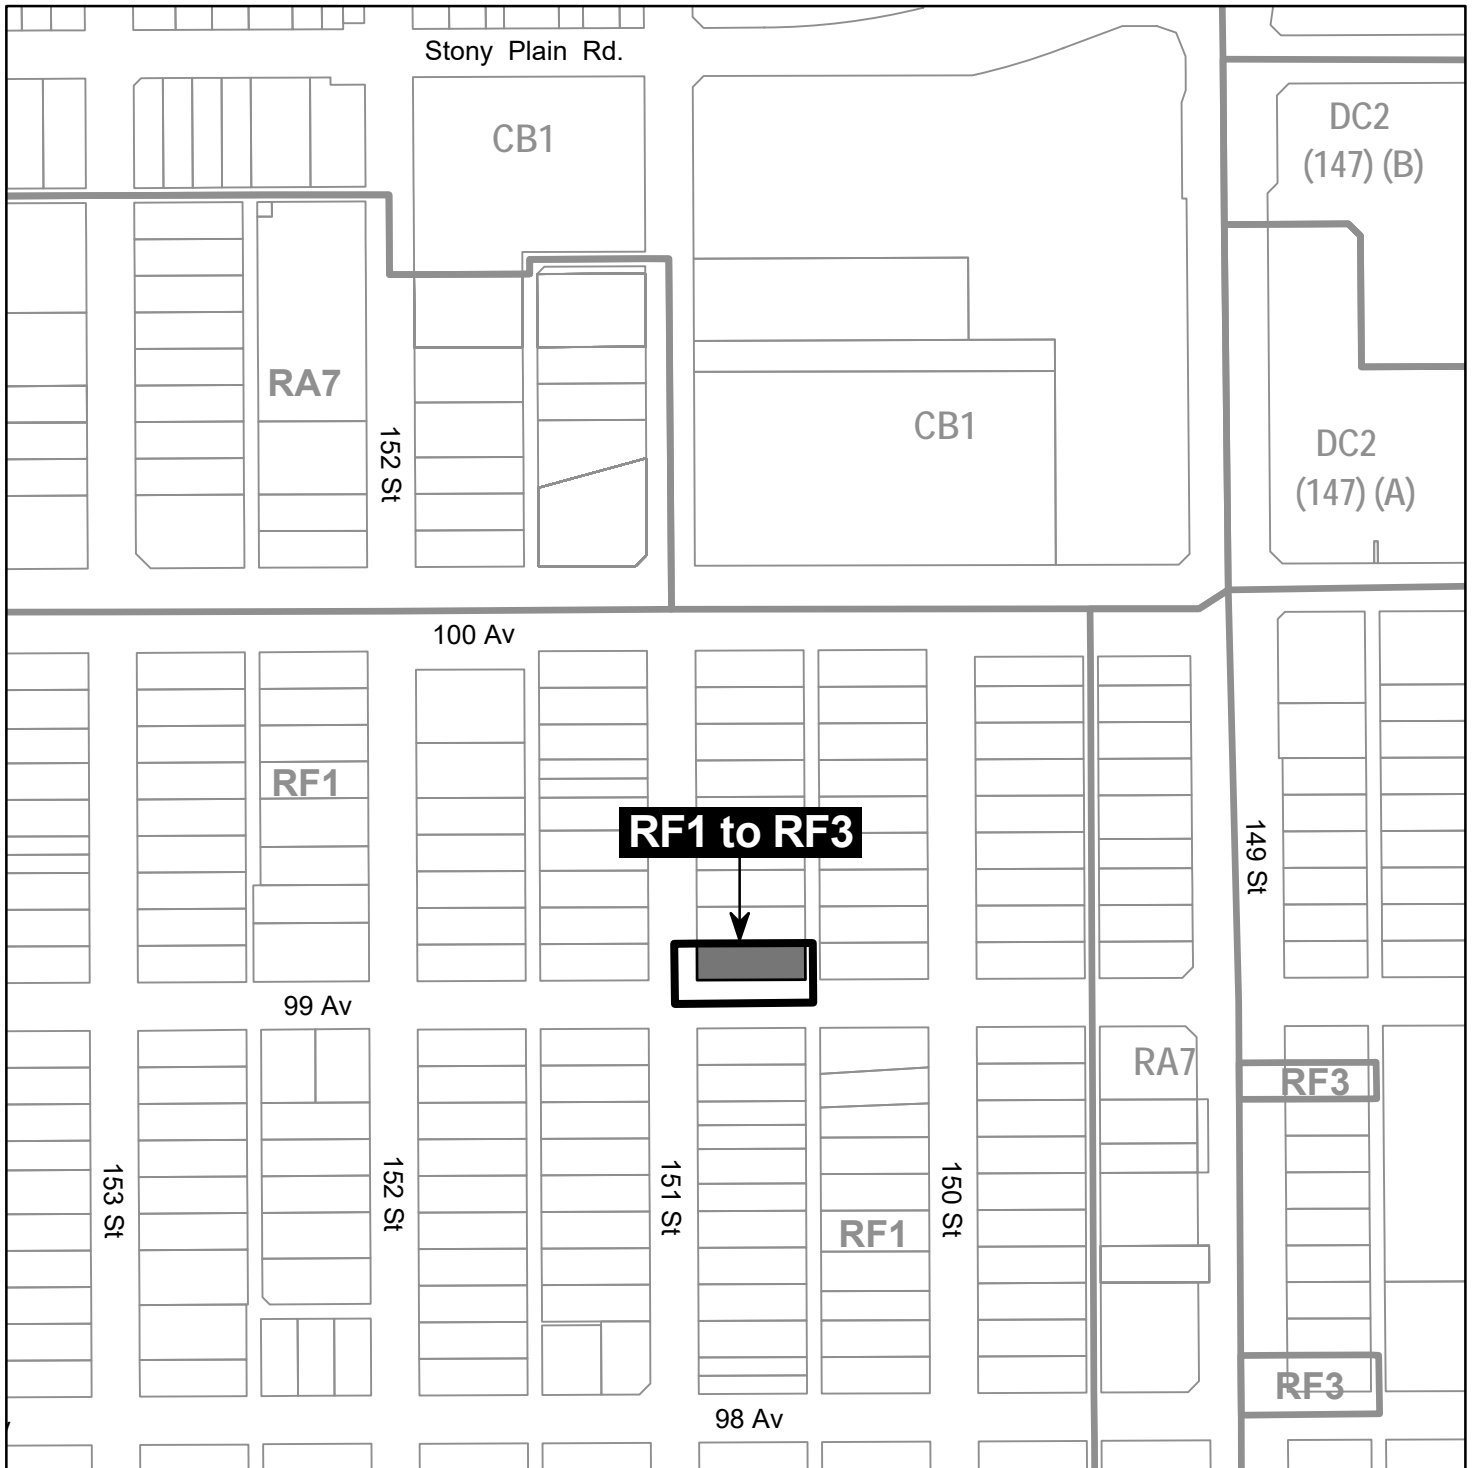 Stony Plain Rd.
CB1
DC2
(147) (B)
RA7
CB1
152 St
DC2
(147) (A)
100 Av
RF1
RF1 to RF3
149 St
99 Av
RA7
RF3
153 St
152 St
151 St
150 St
RF1
RF3
98 Av